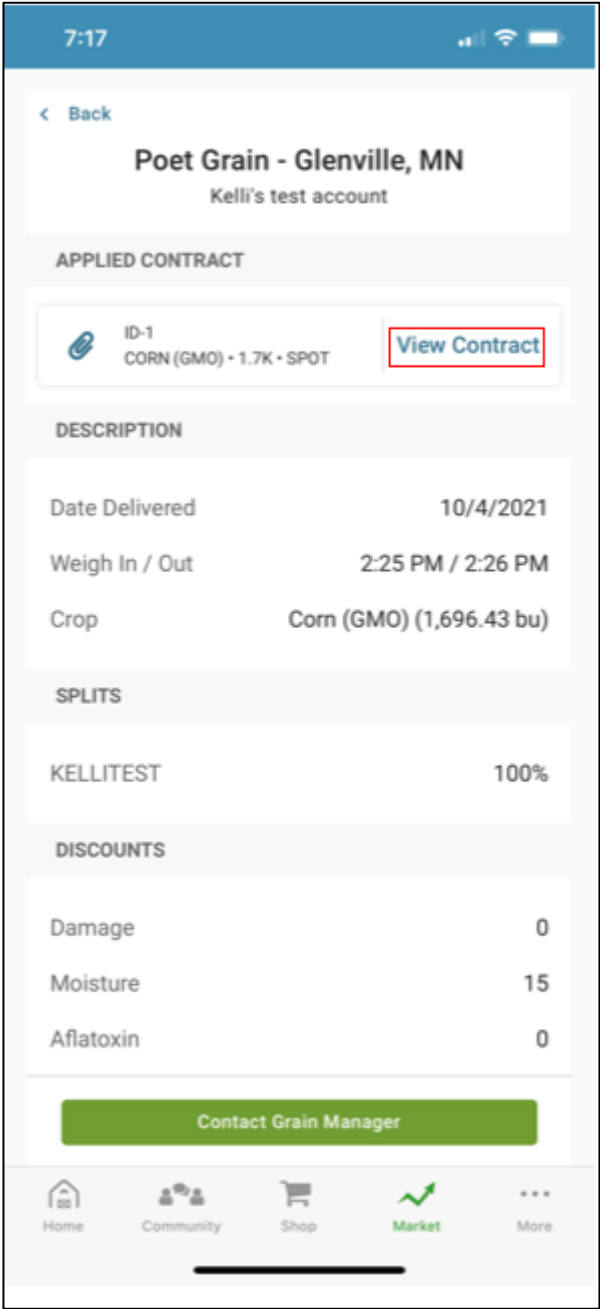 7:17
Back
Poet Grain - Glenville, MN
Kelli's test account
APPLIED CONTRACT
ID-1
CORN (GMO) • 1.7K • SPOT
View Contract
DESCRIPTION
Date Delivered 10/4/2021
Weigh In / Out 2:25 PM / 2:26 PM
Crop Corn (GMO) (1,696.43 bu)
SPLITS
KELLITEST 100%
DISCOUNTS
Damage 0
Moisture 15
Aflatoxin 0
Contact Grain Manager
Home Community Shop Market More